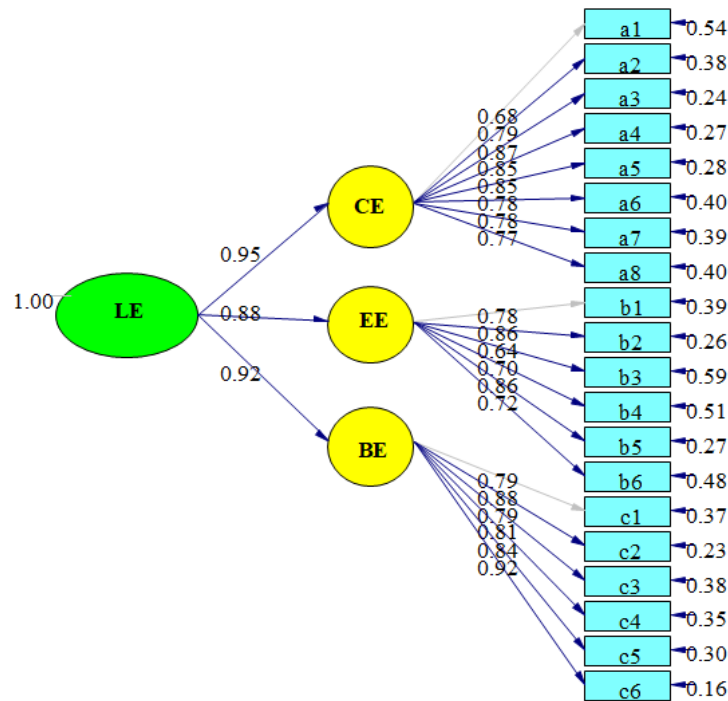 a1 0.54
a2 0.38
a3 0.24
a4 0.27
a5 0.28
a6 0.40
a7 0.39
a8 0.40
0.68
0.79
0.87
0.85
0.85
0.78
0.78
0.77
CE
0.95
1.00
LE
0.88
EE
0.92
BE
b1 0.39
b2 0.26
b3 0.59
b4 0.51
b5 0.27
b6 0.48
0.78
0.86
0.64
0.70
0.86
0.72
c1 0.37
c2 0.23
c3 0.38
c4 0.35
c5 0.30
c6 0.16
0.79
0.88
0.79
0.81
0.84
0.92